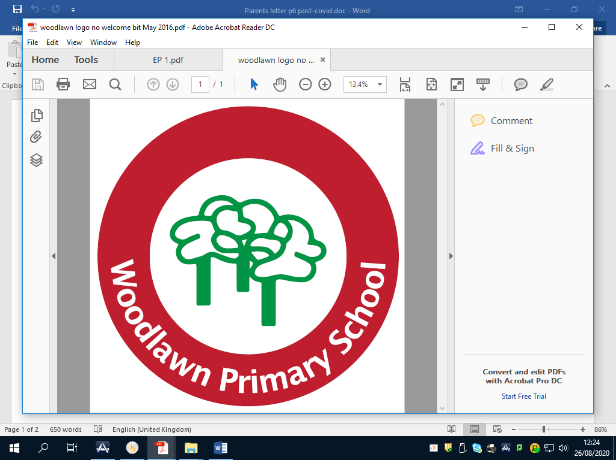 Parents letter p6 post-covid.doc - Word
woodlawn logo no welcome bit May 2016.pdf - Adobe Acrobat Reader DC
File Edit View Window Help
Home Tools EP 1.pdf woodlawn logo no ... ×
1 / 1 13.4%
Comment
Fill & Sign
Woodlawn Primary School
Convert and edit PDFs
with Acrobat Pro DC
Start Free Trial
Paste
Page 1 of 2 650 words English (United Kingdom) 86%
12:24
26/08/2020